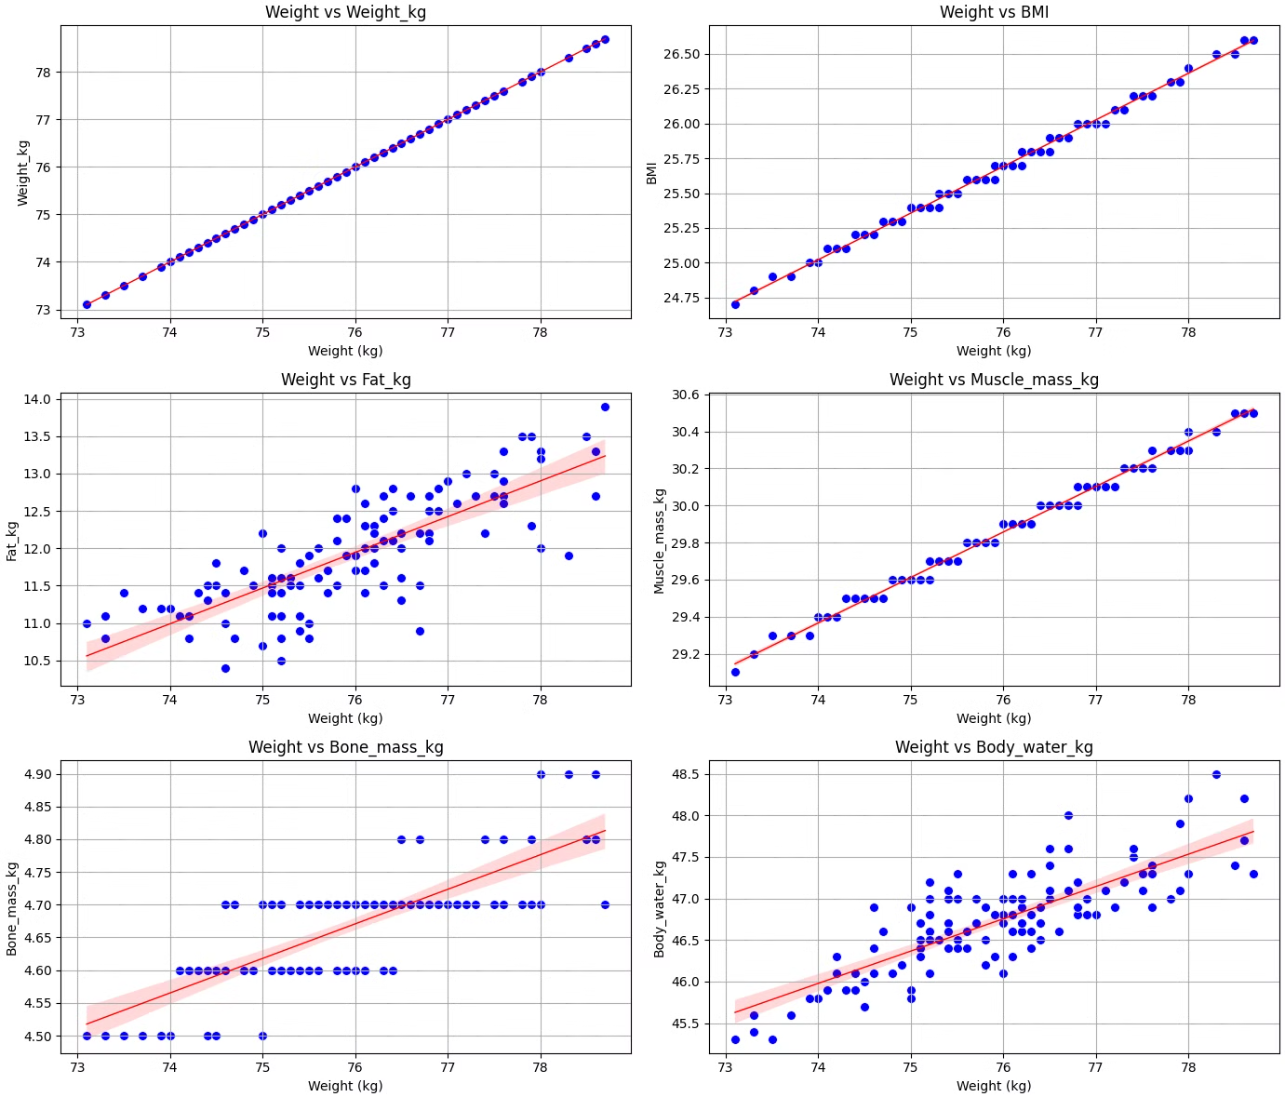 Weight vs Weight_kg
Weight_kg
78
77
76
75
74
73
73 74 75 76 77 78
Weight (kg)
Weight vs BMI
BMI
26.50
26.25
26.00
25.75
25.50
25.25
25.00
24.75
73 74 75 76 77 78
Weight (kg)
Weight vs Fat_kg
Fat_kg
14.0
13.5
13.0
12.5
12.0
11.5
11.0
10.5
73 74 75 76 77 78
Weight (kg)
Weight vs Muscle_mass_kg
Muscle_mass_kg
30.6
30.4
30.2
30.0
29.8
29.6
29.4
29.2
73 74 75 76 77 78
Weight (kg)
Weight vs Bone_mass_kg
Bone_mass_kg
4.90
4.85
4.80
4.75
4.70
4.65
4.60
4.55
4.50
73 74 75 76 77 78
Weight (kg)
Weight vs Body_water_kg
Body_water_kg
48.5
48.0
47.5
47.0
46.5
46.0
45.5
73 74 75 76 77 78
Weight (kg)